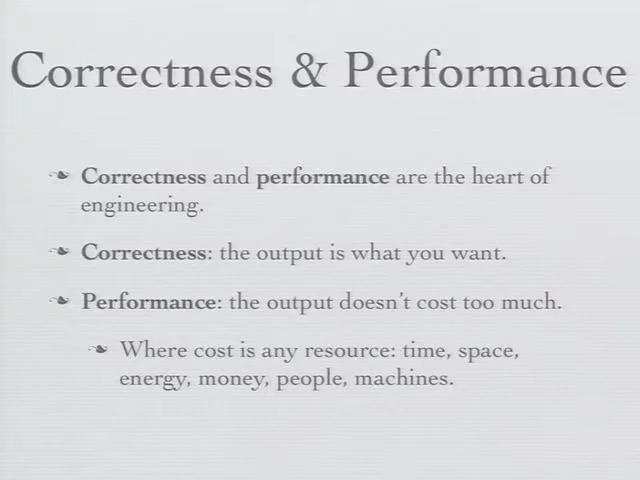 Correctness & Performance
Correctness and performance are the heart of
engineering.
Correctness: the output is what you want.
Performance: the output doesn't cost too much.
Where cost is any resource: time, space,
energy, money, people, machines.